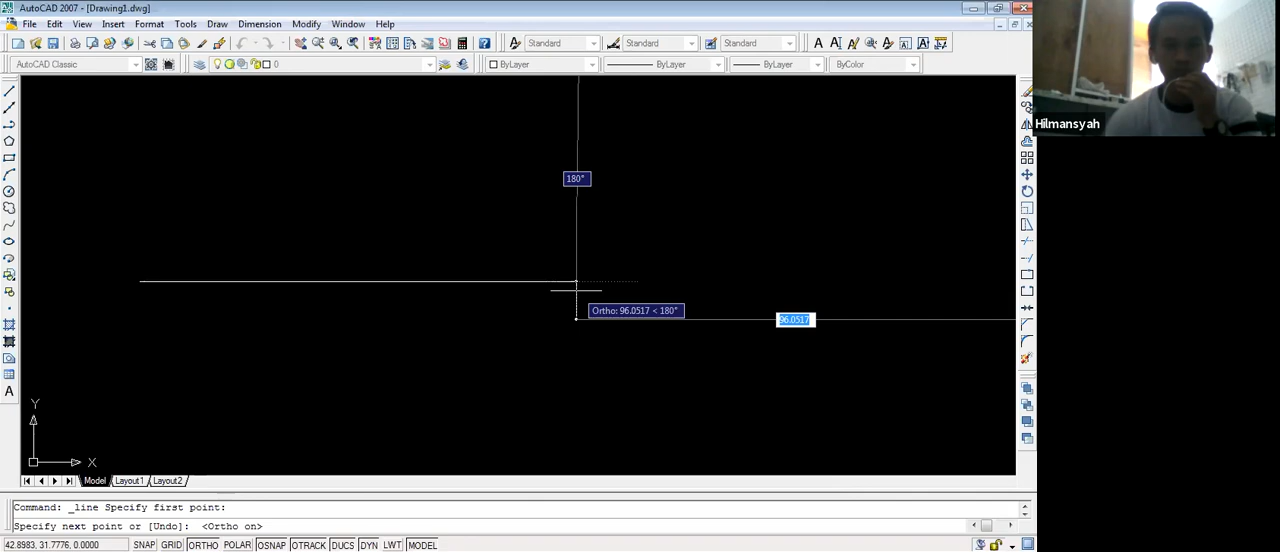 AutoCAD 2007 - [Drawing1.dwg]
File Edit View Insert Format Tools Draw Dimension Modify Window Help
Standard Standard Standard
AutoCAD Classic 0 ByLayer ByLayer ByLayer ByColor
Hilmansyah
180°
Ortho: 96.0517 < 180°
96.0517
Y
X
Model Layout1 Layout2
Command: _line Specify first point:
Specify next point or [Undo]: <Ortho on>
42.8983, 31.7776, 0.0000 SNAP GRID ORTHO POLAR OSNAP OTRACK DUCS DYN LWT MODEL